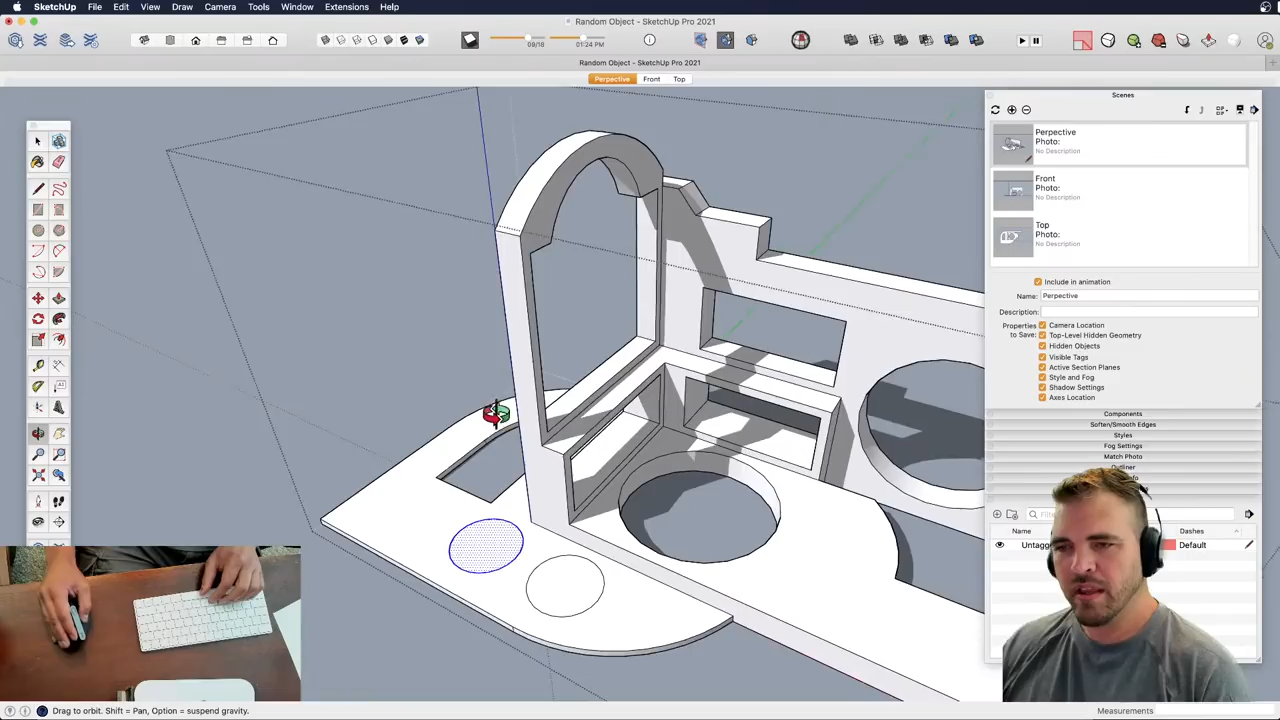 SketchUp File Edit View Draw Camera Tools Window Extensions Help
Random Object - SketchUp Pro 2021
09/18 01:24 PM
Random Object - SketchUp Pro 2021
Perpective Front Top
Scenes
Perpective
Photo:
No Description
Front
Photo:
No Description
Top
Photo:
No Description
Include in animation
Name: Perpective
Description:
Properties to Save:
Camera Location
Top-Level Hidden Geometry
Hidden Objects
Visible Tags
Active Section Planes
Style and Fog
Shadow Settings
Axes Location
Components
Soften/Smooth Edges
Styles
Fog Settings
Match Photo
Outliner
Name Dashes
Default
Drag to orbit. Shift = Pan, Option = suspend gravity.
Measurements